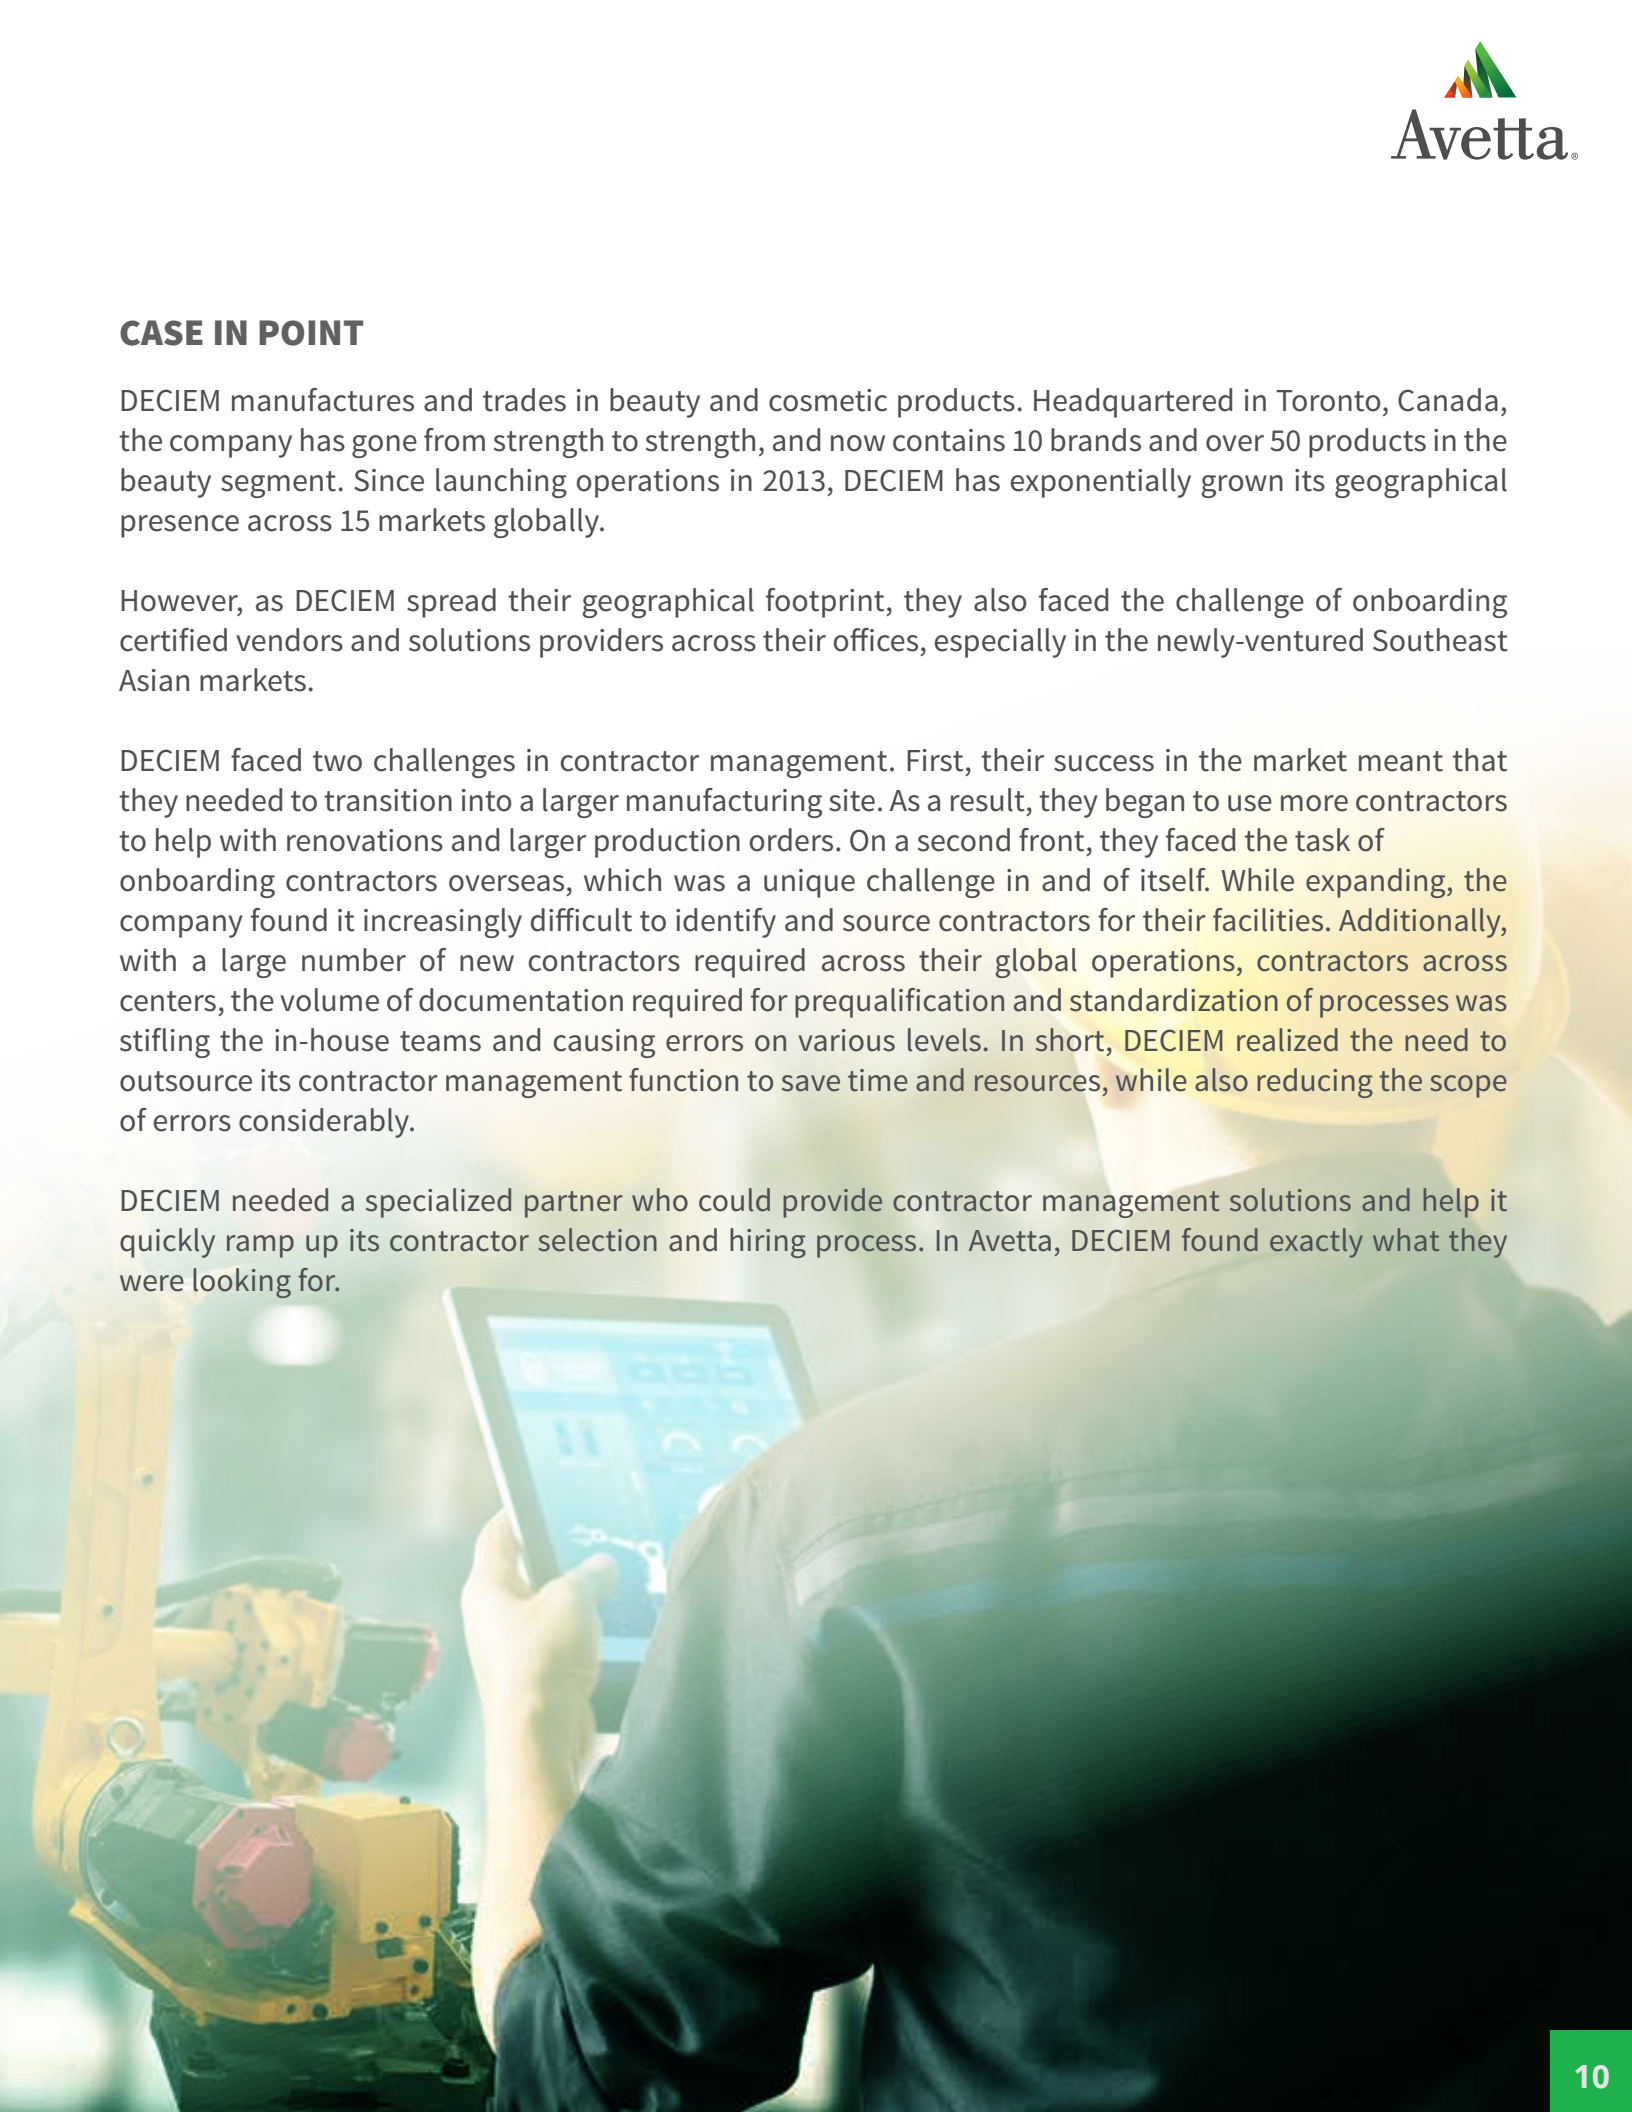 Avetta®
CASE IN POINT
DECIEM manufactures and trades in beauty and cosmetic products. Headquartered in Toronto, Canada,
the company has gone from strength to strength, and now contains 10 brands and over 50 products in the
beauty segment. Since launching operations in 2013, DECIEM has exponentially grown its geographical
presence across 15 markets globally.
However, as DECIEM spread their geographical footprint, they also faced the challenge of onboarding
certified vendors and solutions providers across their offices, especially in the newly-ventured Southeast
Asian markets.
DECIEM faced two challenges in contractor management. First, their success in the market meant that
they needed to transition into a larger manufacturing site. As a result, they began to use more contractors
to help with renovations and larger production orders. On a second front, they faced the task of
onboarding contractors overseas, which was a unique challenge in and of itself. While expanding, the
company found it increasingly difficult to identify and source contractors for their facilities. Additionally,
with a large number of new contractors required across their global operations, contractors across
centers, the volume of documentation required for prequalification and standardization of processes was
stifling the in-house teams and causing errors on various levels. In short, DECIEM realized the need to
outsource its contractor management function to save time and resources, while also reducing the scope
of errors considerably.
DECIEM needed a specialized partner who could provide contractor management solutions and help it
quickly ramp up its contractor selection and hiring process. In Avetta, DECIEM found exactly what they
were looking for.
10